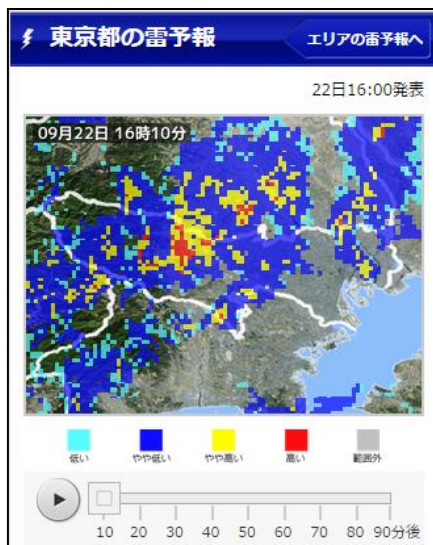 東京都の雷予報
エリアの雷予報へ
22日16:00発表
09月22日 16時10分
低い やや低い やや高い 高い 範囲外
10 20 30 40 50 60 70 80 90分後